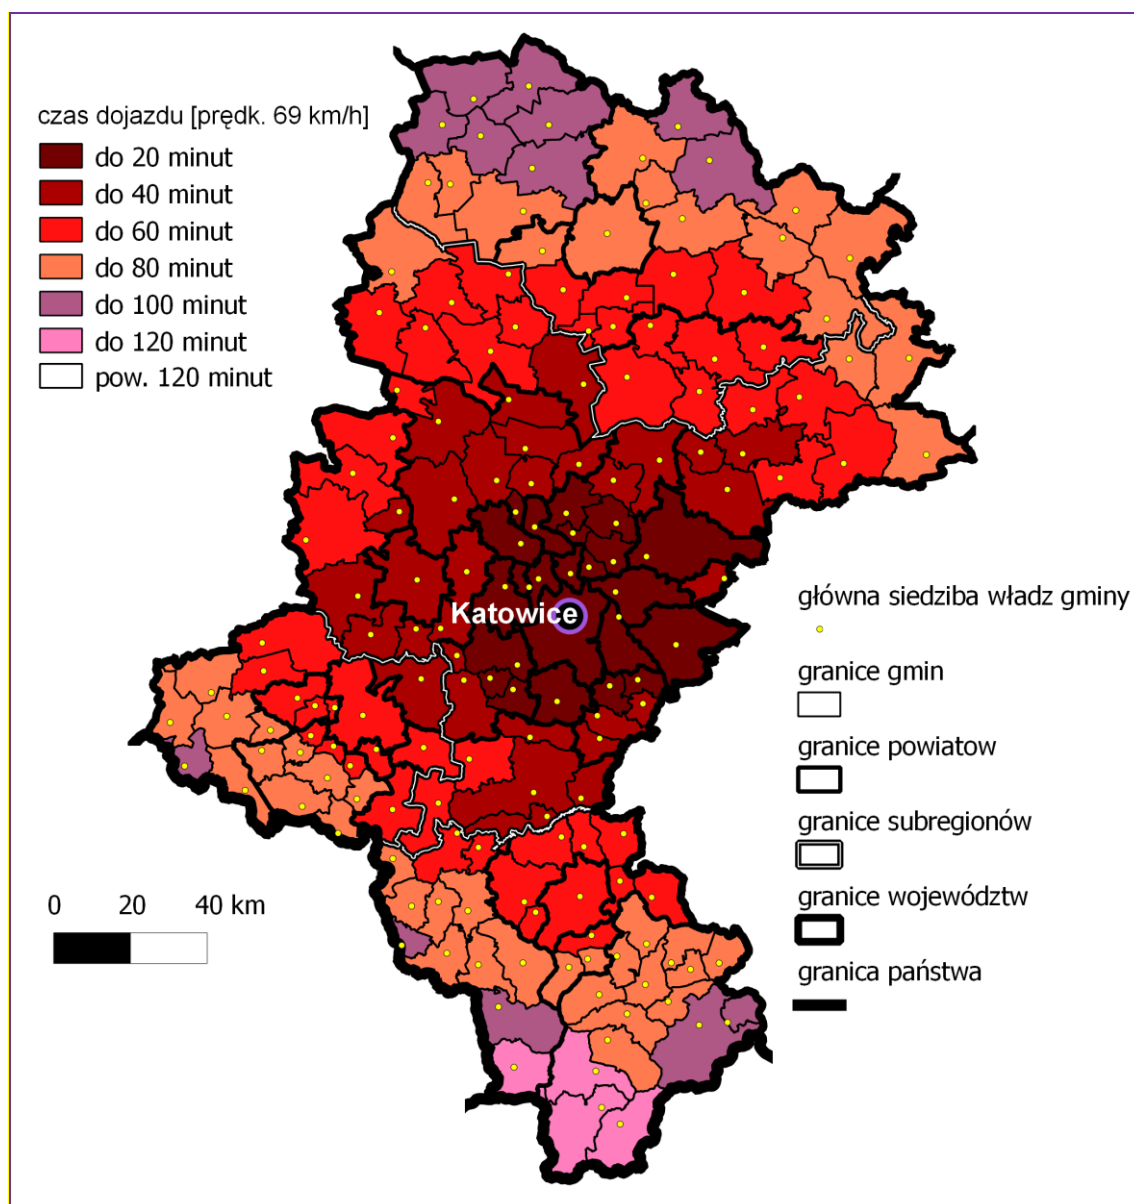 czas dojazdu [prędk. 69 km/h]
do 20 minut
do 40 minut
do 60 minut
do 80 minut
do 100 minut
do 120 minut
pow. 120 minut
Katowice
główna siedziba władz gminy
granice gmin
granice powiatow
granice subregionów
granice województw
granica państwa
0 20 40 km